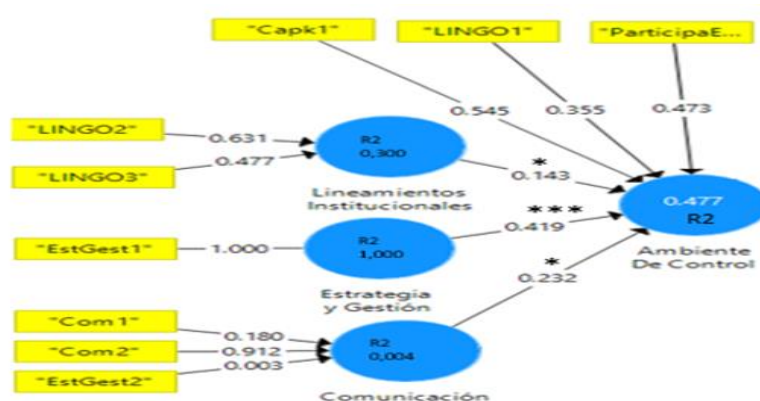 "Capk1"
"LINGO1"
"ParticipaE...
0.545
0.355
0.473
"LINGO2"
0.631
"LINGO3"
0.477
R2
0,300
Lineamientos
Institucionales
*
0.143
0.477
R2
Ambiente
De Control
"EstGest1"
1.000
R2
1,000
Estrategia
y Gestión
***
0.419
*
0.232
"Com1"
0.180
"Com2"
0.912
"EstGest2"
0.003
R2
0,004
Comunicación